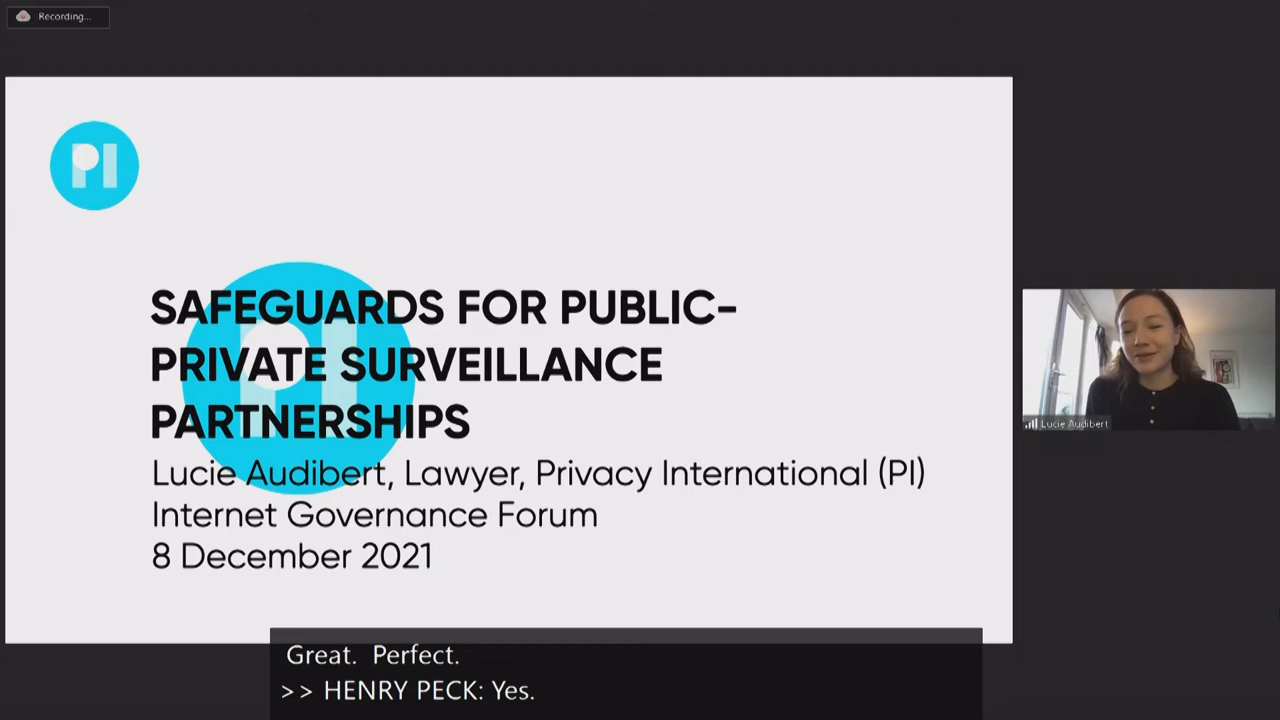 Recording...
PI
SAFEGUARDS FOR PUBLIC-
PRIVATE SURVEILLANCE
PARTNERSHIPS
Lucie Audibert, Lawyer, Privacy International (PI)
Internet Governance Forum
8 December 2021
Lucie Audibert
Great. Perfect.
>> HENRY PECK: Yes.